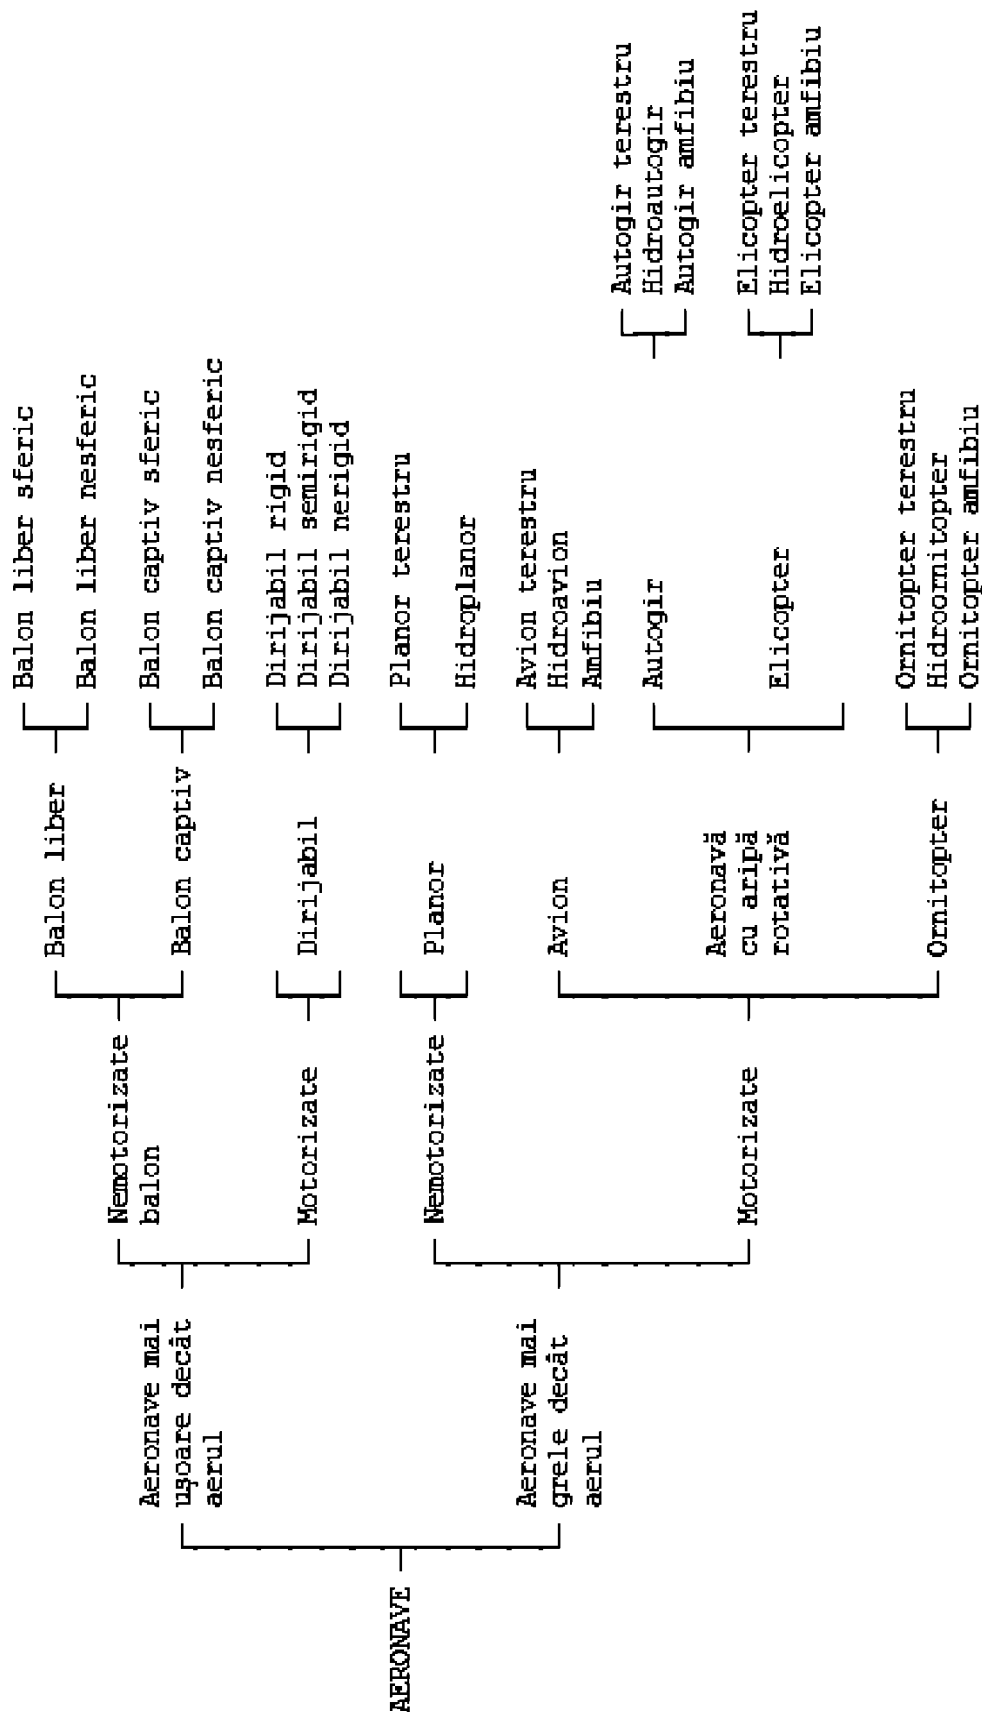 AERONAVE
Aeronave mai
uşoare decât
aerul
Nemotorizate
balon
Balon liber
Balon liber sferic
Balon liber nesferic
Balon captiv
Balon captiv sferic
Balon captiv nesferic
Motorizate
Dirijabil
Dirijabil rigid
Dirijabil semirigid
Dirijabil nerigid
Aeronave mai
grele decât
aerul
Nemotorizate
Planor
Planor terestru
Hidroplanor
Motorizate
Avion
Avion terestru
Hidroavion
Amfibiu
Aeronavă
cu aripă
rotativă
Autogir
Autogir terestru
Hidroautogir
Autogir amfibiu
Elicopter
Elicopter terestru
Hidroelicopter
Elicopter amfibiu
Ornitopter
Ornitopter terestru
Hidroornitopter
Ornitopter amfibiu